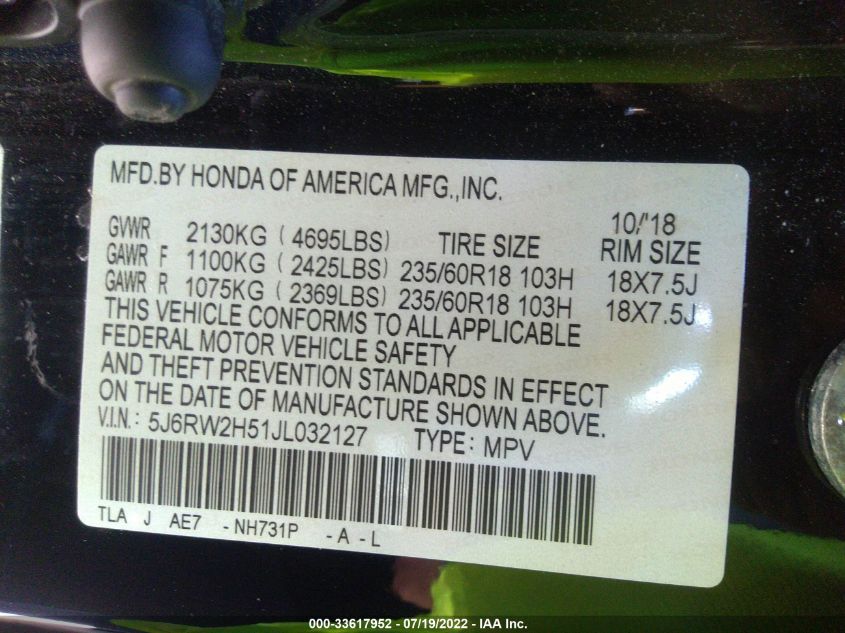 MFD.BY HONDA OF AMERICA MFG.,INC.
10/'18
GVWR 2130KG ( 4695LBS) TIRE SIZE RIM SIZE
GAWR F 1100KG ( 2425LBS) 235/60R18 103H 18X7.5J
GAWR R 1075KG ( 2369LBS) 235/60R18 103H 18X7.5J
THIS VEHICLE CONFORMS TO ALL APPLICABLE
FEDERAL MOTOR VEHICLE SAFETY
AND THEFT PREVENTION STANDARDS IN EFFECT
ON THE DATE OF MANUFACTURE SHOWN ABOVE.
V.I.N.: 5J6RW2H51JL032127 TYPE: MPV
TLA J AE7 -NH731P -A-L
000-33617952 - 07/19/2022 - IAA Inc.